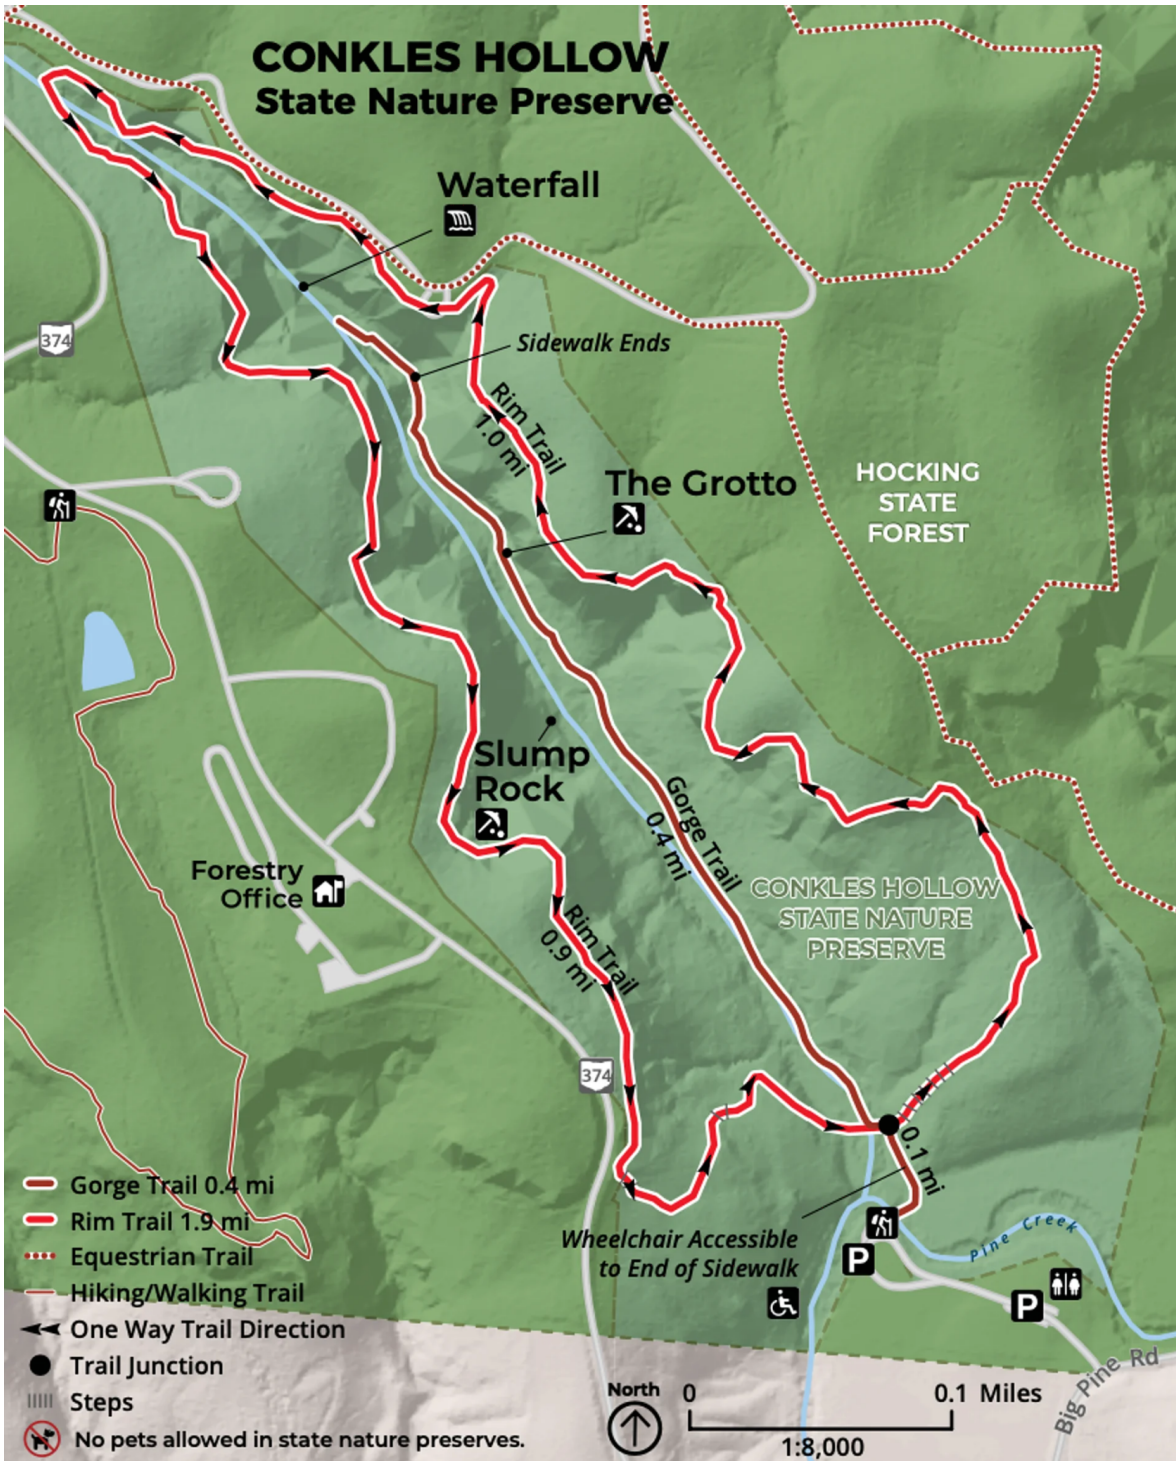 CONKLES HOLLOW
State Nature Preserve
Waterfall
374
Sidewalk Ends
Rim Trail
1.0 mi
The Grotto
HOCKING
STATE
FOREST
Slump
Rock
Gorge Trail
0.4 mi
Forestry
Office
CONKLES HOLLOW
STATE NATURE
PRESERVE
Rim Trail
0.9 mi
374
0.1 mi
Wheelchair Accessible
to End of Sidewalk
Pine Creek
P
P
Big Pine Rd
Gorge Trail 0.4 mi
Rim Trail 1.9 mi
Equestrian Trail
Hiking/Walking Trail
One Way Trail Direction
Trail Junction
Steps
No pets allowed in state nature preserves.
North
0
0.1 Miles
1:8,000